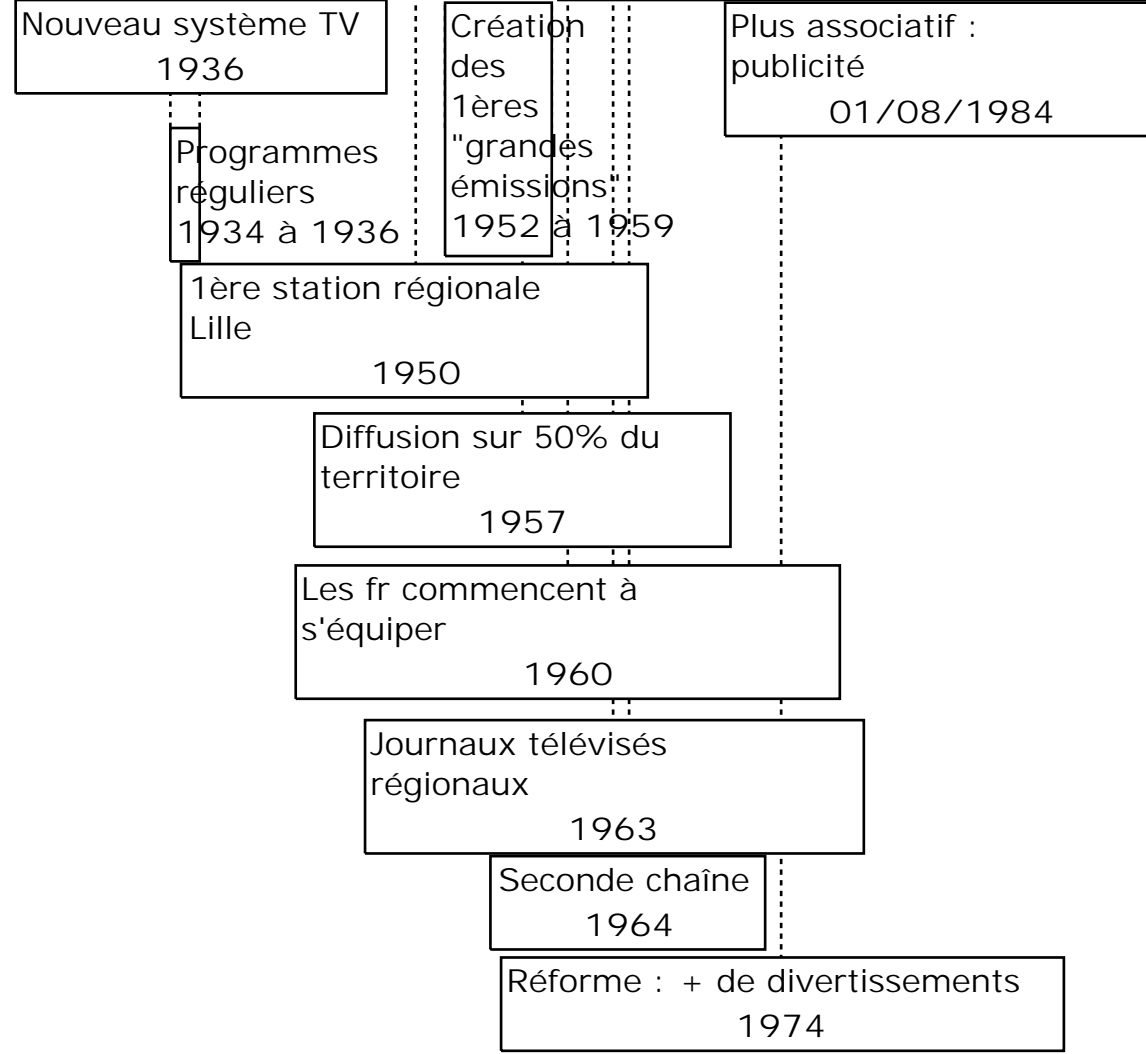 Nouveau système TV
1936
Création
des
1ères
"grandes
émissions"
1952 à 1959
Plus associatif :
publicité
01/08/1984
Programmes
réguliers
1934 à 1936
1ère station régionale
Lille
1950
Diffusion sur 50% du
territoire
1957
Les fr commencent à
s'équiper
1960
Journaux télévisés
régionaux
1963
Seconde chaîne
1964
Réforme : + de divertissements
1974